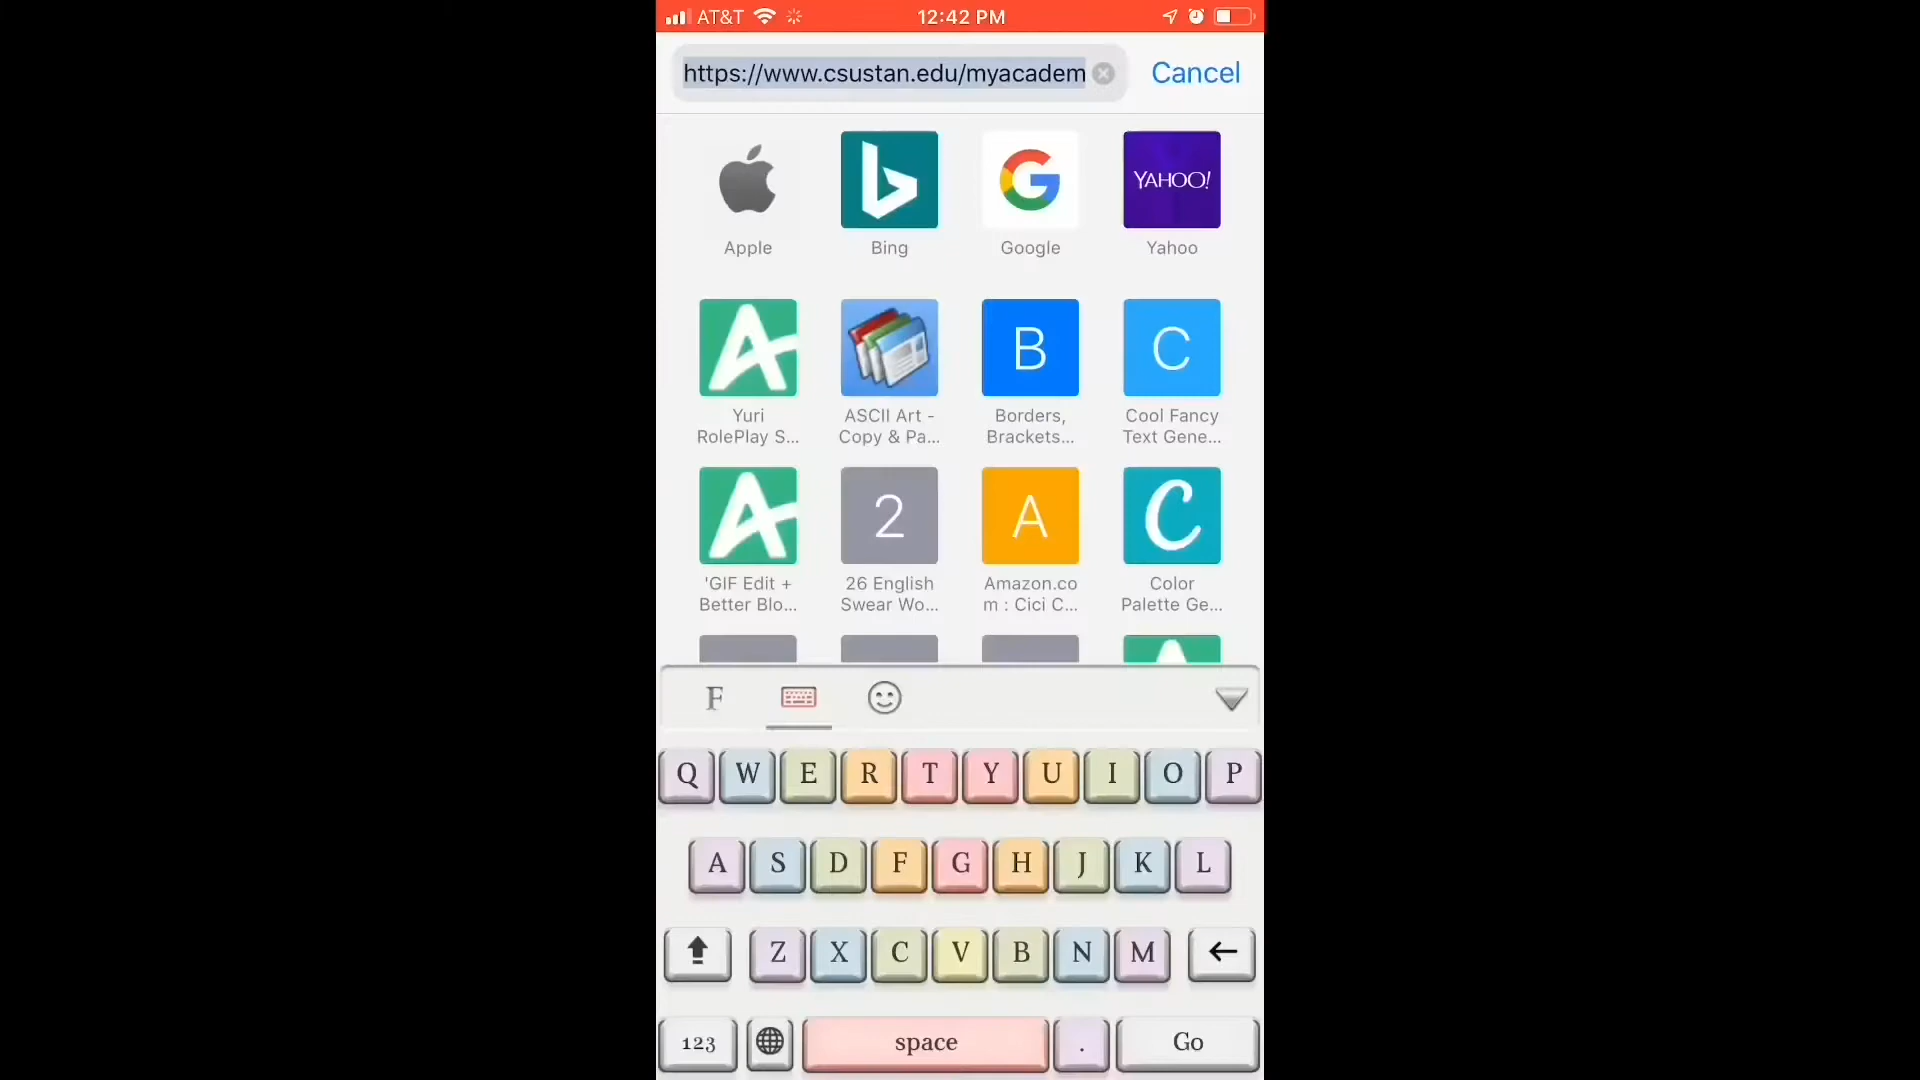 AT&T 12:42 PM
https://www.csustan.edu/myacadem Cancel
YAHOO!
Apple Bing Google Yahoo
B C
Yuri ASCII Art - Borders, Cool Fancy
RolePlay S... Copy & Pa... Brackets... Text Gene...
2 A C
'GIF Edit + 26 English Amazon.co Color
Better Blo... Swear Wo... m : Cici C... Palette Ge...
F
Q W E R T Y U I O P
A S D F G H J K L
Z X C V B N M
123 space . Go